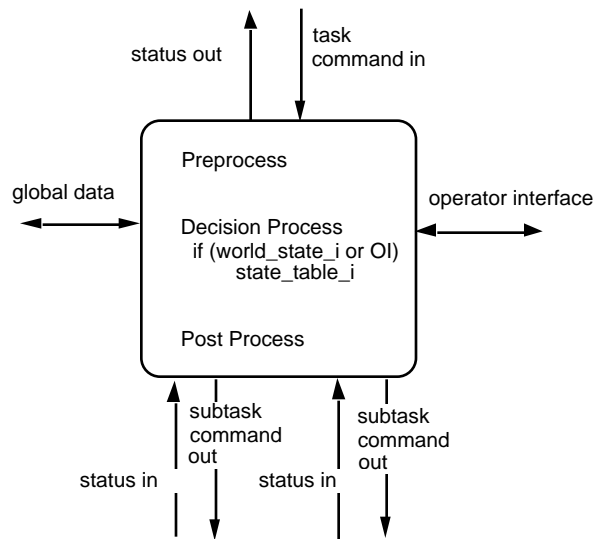 status out
task
command in
Preprocess
global data
operator interface
Decision Process
if (world_state_i or OI)
state_table_i
Post Process
subtask
command
out
status in
subtask
command
out
status in